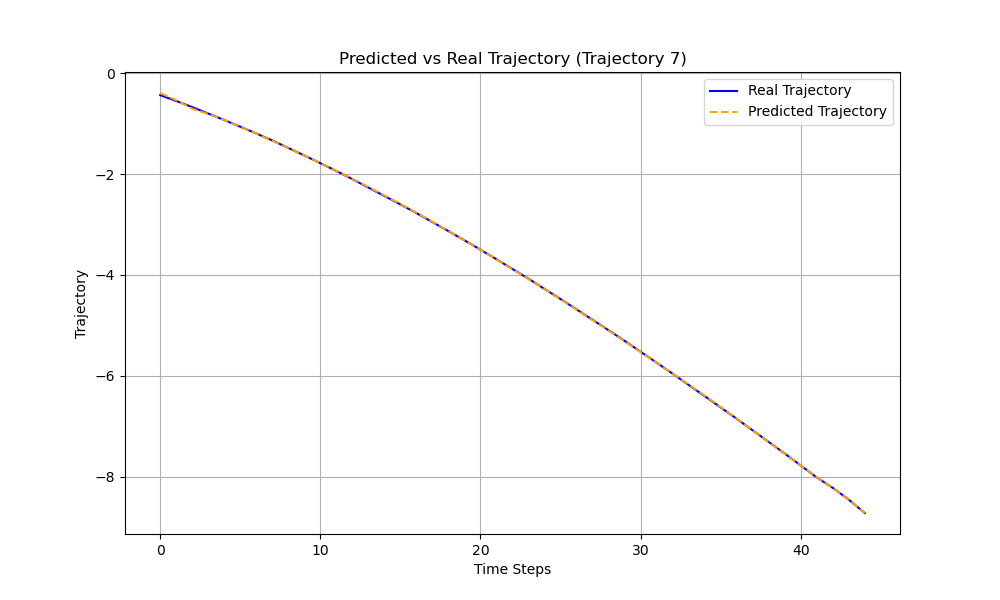 Predicted vs Real Trajectory (Trajectory 7)
Real Trajectory
Predicted Trajectory
0
−2
−4
−6
−8
Trajectory
0 10 20 30 40
Time Steps